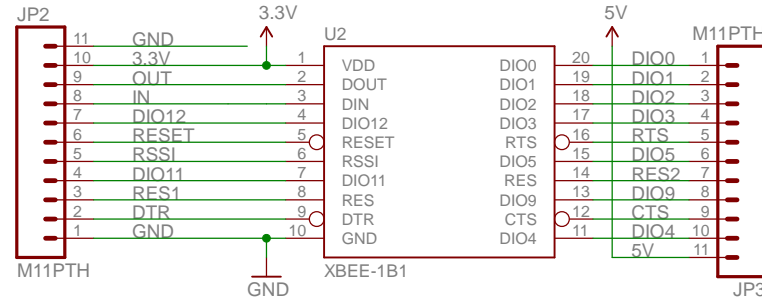 JP2
3.3V
5V
U2
M11PTH
11 GND
10 3.3V 1 VDD DIO0 20 DIO0 1
9 OUT 2 DOUT DIO1 19 DIO1 2
8 IN 3 DIN DIO2 18 DIO2 3
7 DIO12 4 DIO12 DIO3 17 DIO3 4
6 RESET 5 RESET RTS 16 RTS 5
5 RSSI 6 RSSI DIO5 15 DIO5 6
4 DIO11 7 DIO11 RES 14 RES2 7
3 RES1 8 RES DIO9 13 DIO9 8
2 DTR 9 DTR CTS 12 CTS 9
1 GND 10 GND DIO4 11 DIO4 10
5V 11
M11PTH
XBEE-1B1
GND
JP3